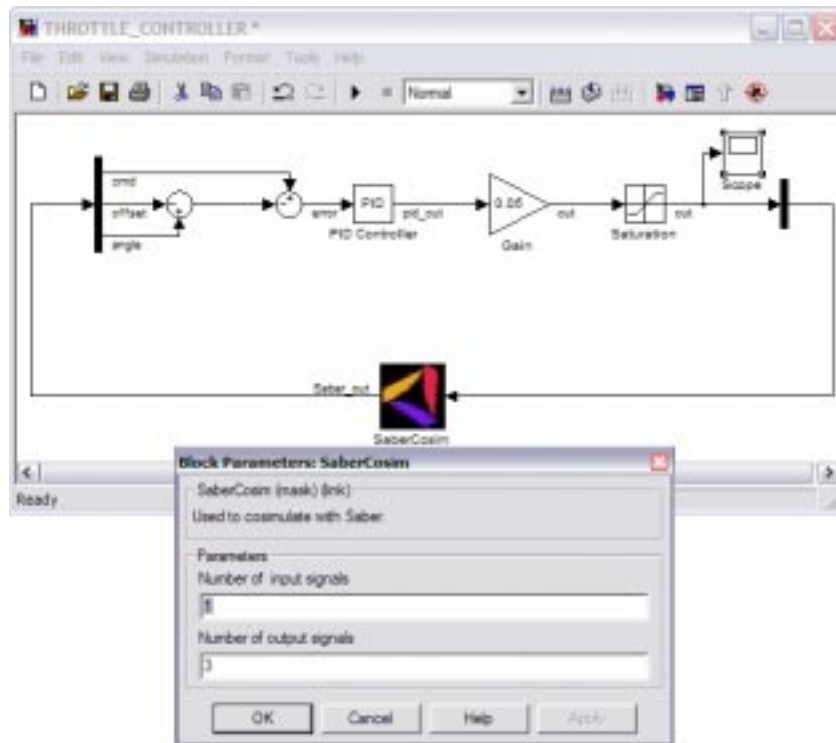 THROTTLE_CONTROLLER *
File Edit View Simulation Format Tools Help
Normal
cmd
offset
angle
error
PID
PID Controller
pid_out
0.05
Gain
out
Saturation
out
Scope
Saber_out
SaberCosim
Ready
Block Parameters: SaberCosim
SaberCosim (mask) (link)
Used to cosimulate with Saber.
Parameters
Number of input signals
1
Number of output signals
3
OK Cancel Help Apply